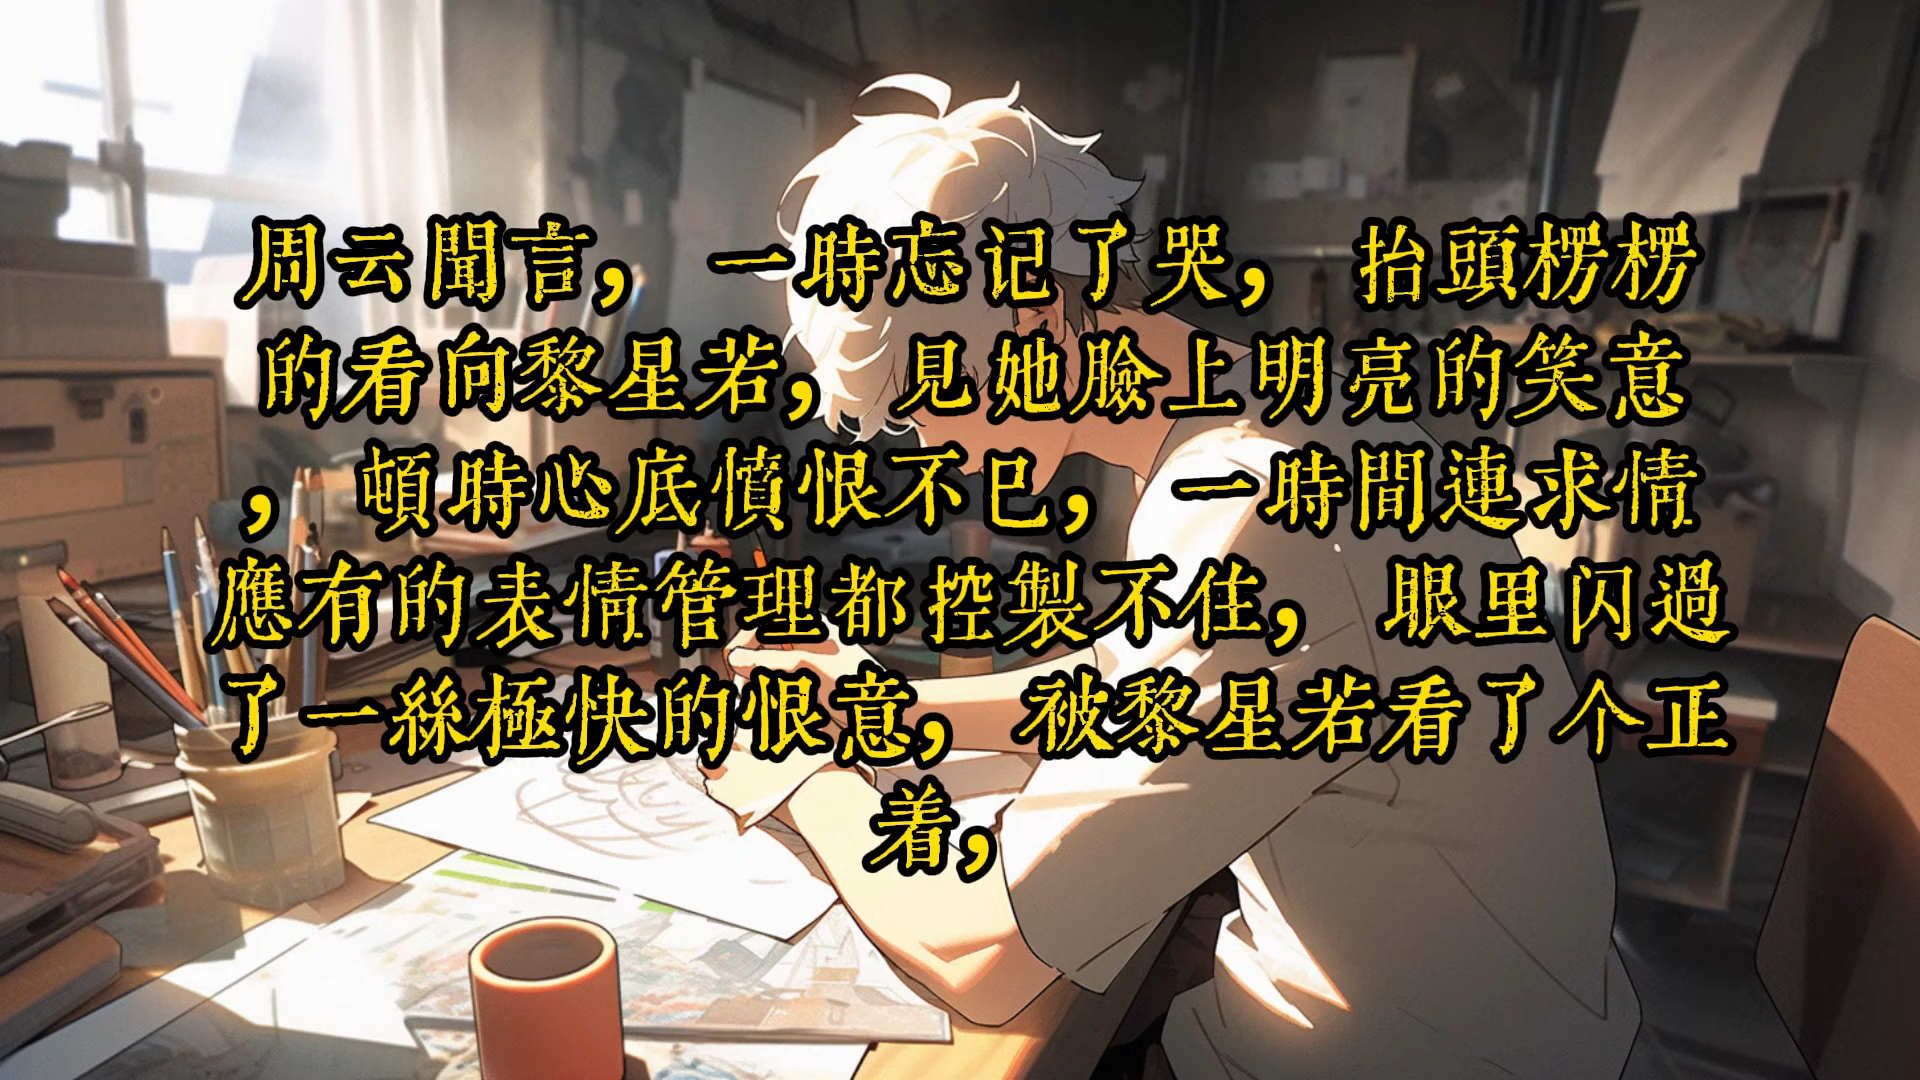 周云聞言，一時忘记了哭，抬頭楞楞
的看向黎星若，見她臉上明亮的笑意
，頓時心底憤恨不已，一時間連求情
應有的表情管理都控製不住，眼里闪過
了一絲極快的恨意，被黎星若看了个正
着，